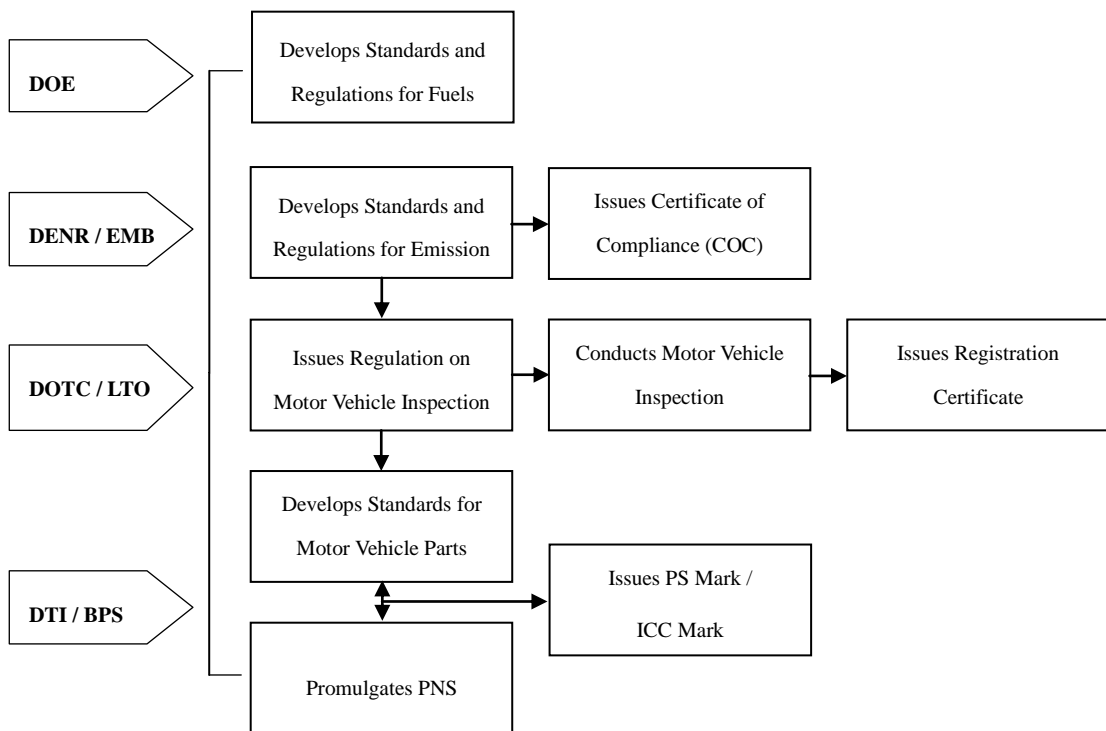 DOE
Develops Standards and
Regulations for Fuels
DENR / EMB
Develops Standards and
Regulations for Emission
Issues Certificate of
Compliance (COC)
DOTC / LTO
Issues Regulation on
Motor Vehicle Inspection
Conducts Motor Vehicle
Inspection
Issues Registration
Certificate
DTI / BPS
Develops Standards for
Motor Vehicle Parts
Issues PS Mark /
ICC Mark
Promulgates PNS